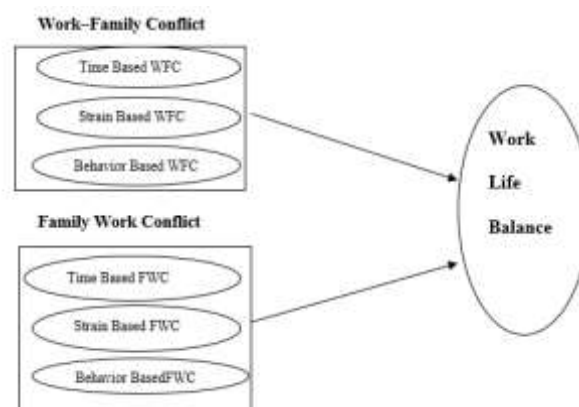 Work–Family Conflict
Time Based WFC
Strain Based WFC
Behavior Based WFC
Family Work Conflict
Time Based FWC
Strain Based FWC
Behavior BasedFWC
Work
Life
Balance